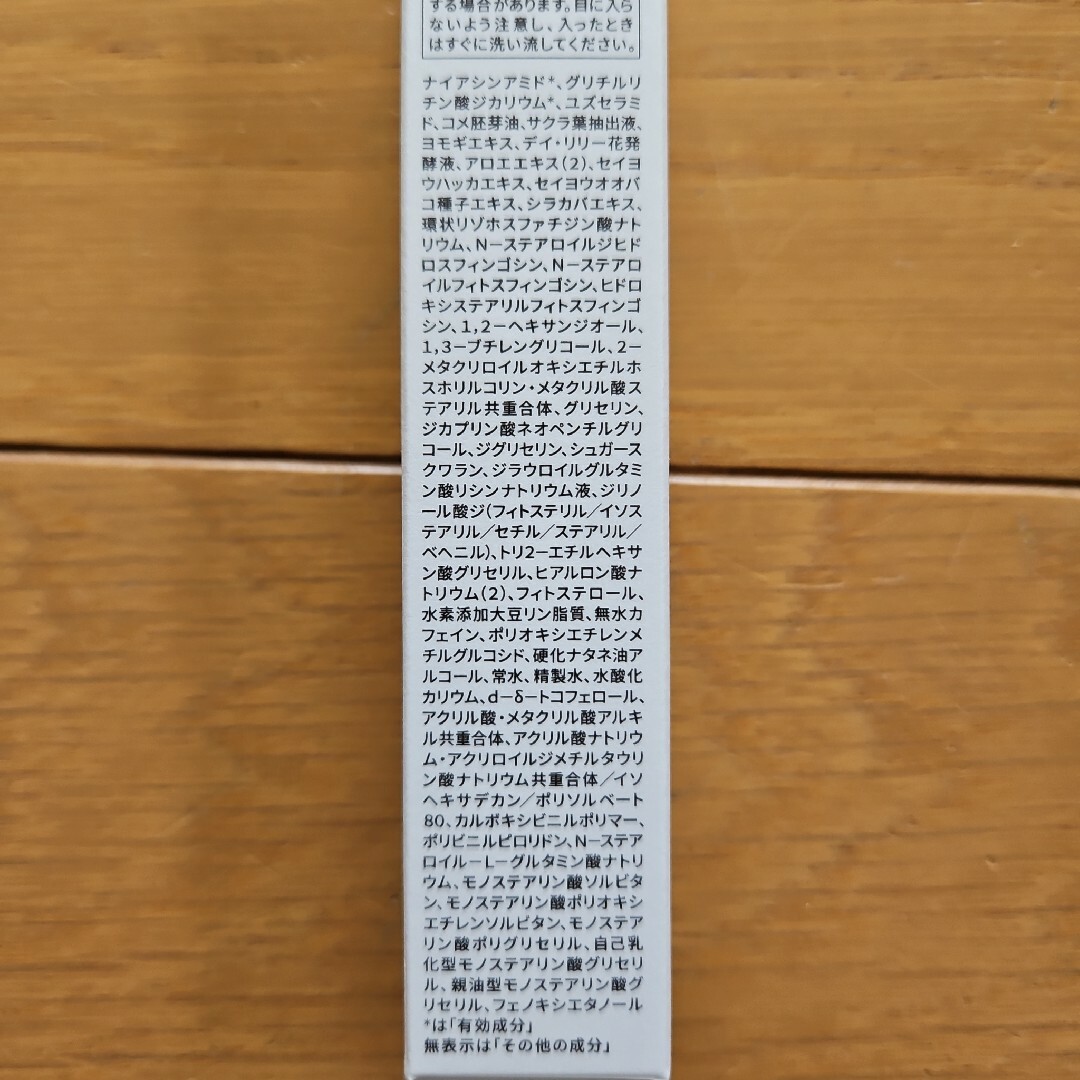 する場合があります。目に入ら
ないよう注意し、入ったとき
はすぐに洗い流してください。
ナイアシンアミド*、グリチルリ
チン酸ジカリウム*、ユズセラミ
ド、コメ胚芽油、サクラ葉抽出液、
ヨモギエキス、デイ・リリー花発
酵液、アロエエキス(2)、セイヨ
ウハッカエキス、セイヨウオオバ
コ種子エキス、シラカバエキス、
環状リゾホスファチジン酸ナト
リウム、N－ステアロイルジヒド
ロスフィンゴシン、N－ステアロ
イルフィトスフィンゴシン、ヒドロ
キシステアリルフィトスフィンゴ
シン、1,2－ヘキサンジオール、
1,3－ブチレングリコール、2－
メタクリロイルオキシエチルホ
スホリルコリン・メタクリル酸ス
テアリル共重合体、グリセリン、
ジカプリン酸ネオペンチルグリ
コール、ジグリセリン、シュガース
クワラン、ジラウロイルグルタミ
ン酸リシンナトリウム液、ジリノ
ール酸ジ(フィトステリル／イソス
テアリル／セチル／ステアリル／
ベヘニル)、トリ2－エチルヘキサ
ン酸グリセリル、ヒアルロン酸ナ
トリウム(2)、フィトステロール、
水素添加大豆リン脂質、無水カ
フェイン、ポリオキシエチレンメ
チルグルコシド、硬化ナタネ油ア
ルコール、常水、精製水、水酸化
カリウム、d－δ－トコフェロール、
アクリル酸・メタクリル酸アルキ
ル共重合体、アクリル酸ナトリウ
ム・アクリロイルジメチルタウリ
ン酸ナトリウム共重合体／イソ
ヘキサデカン／ポリソルベート
80、カルボキシビニルポリマー、
ポリビニルピロリドン、N－ステア
ロイル－L－グルタミン酸ナトリ
ウム、モノステアリン酸ソルビタ
ン、モノステアリン酸ポリオキシ
エチレンソルビタン、モノステア
リン酸ポリグリセリル、自己乳
化型モノステアリン酸グリセリ
ル、親油型モノステアリン酸グ
リセリル、フェノキシエタノール
*は「有効成分」
無表示は「その他の成分」